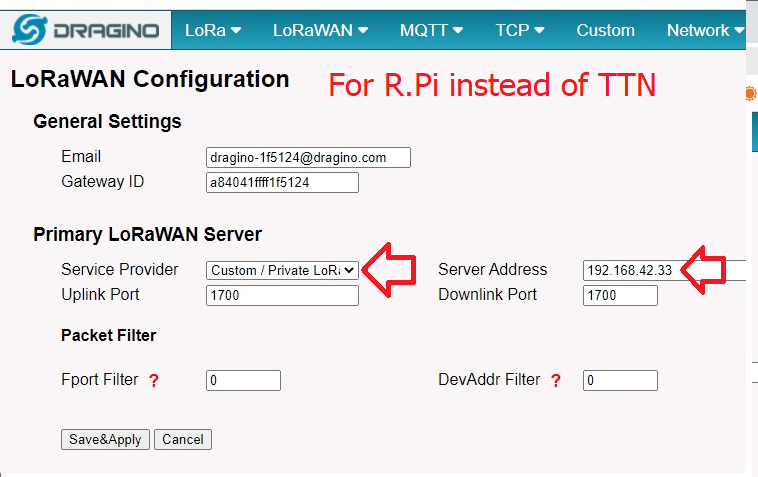 DRAGINO LoRa LoRaWAN MQTT TCP Custom Network
LoRaWAN Configuration
For R.Pi instead of TTN
General Settings
Email dragino-1f5124@dragino.com
Gateway ID a84041ffff1f5124
Primary LoRaWAN Server
Service Provider Custom / Private LoRa Server Address 192.168.42.33
Uplink Port 1700 Downlink Port 1700
Packet Filter
Fport Filter ? 0 DevAddr Filter ? 0
Save&Apply Cancel